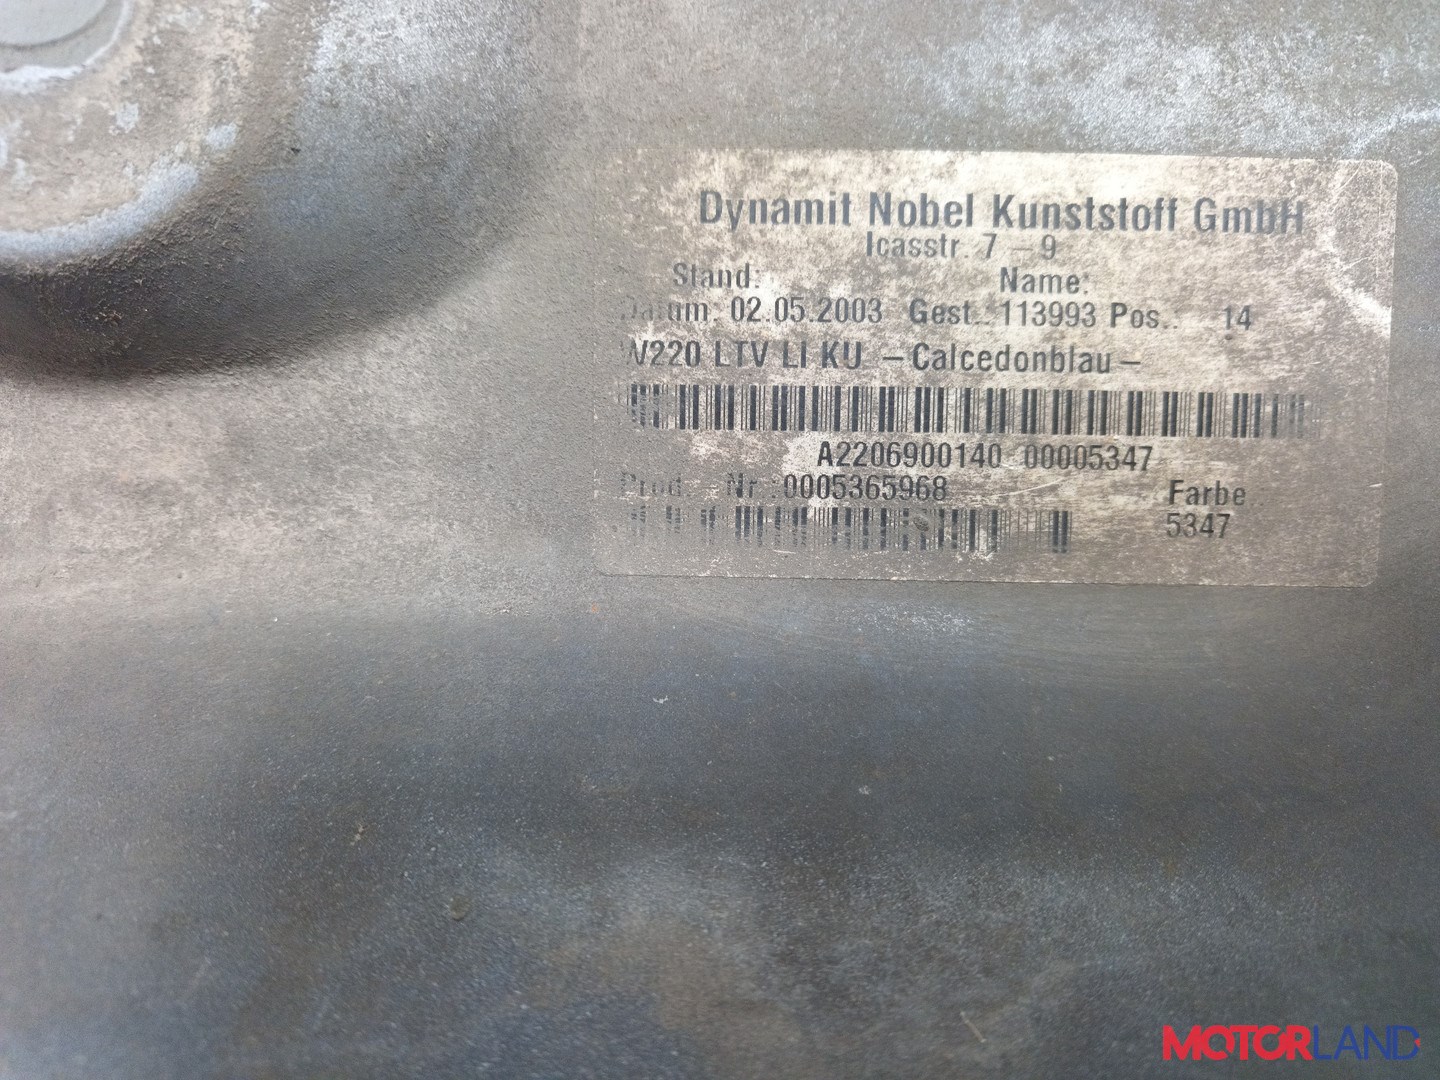 Dynamit Nobel Kunststoff GmbH
Icasstr. 7 - 9
Stand: Name:
Datum: 02.05.2003 Gest.: 113993 Pos.: 14
W220 LTV LI KU -Calcedonblau-
A2206900140 00005347
Prod. - Nr.:0005365968 Farbe:
5347
MOTORLAND